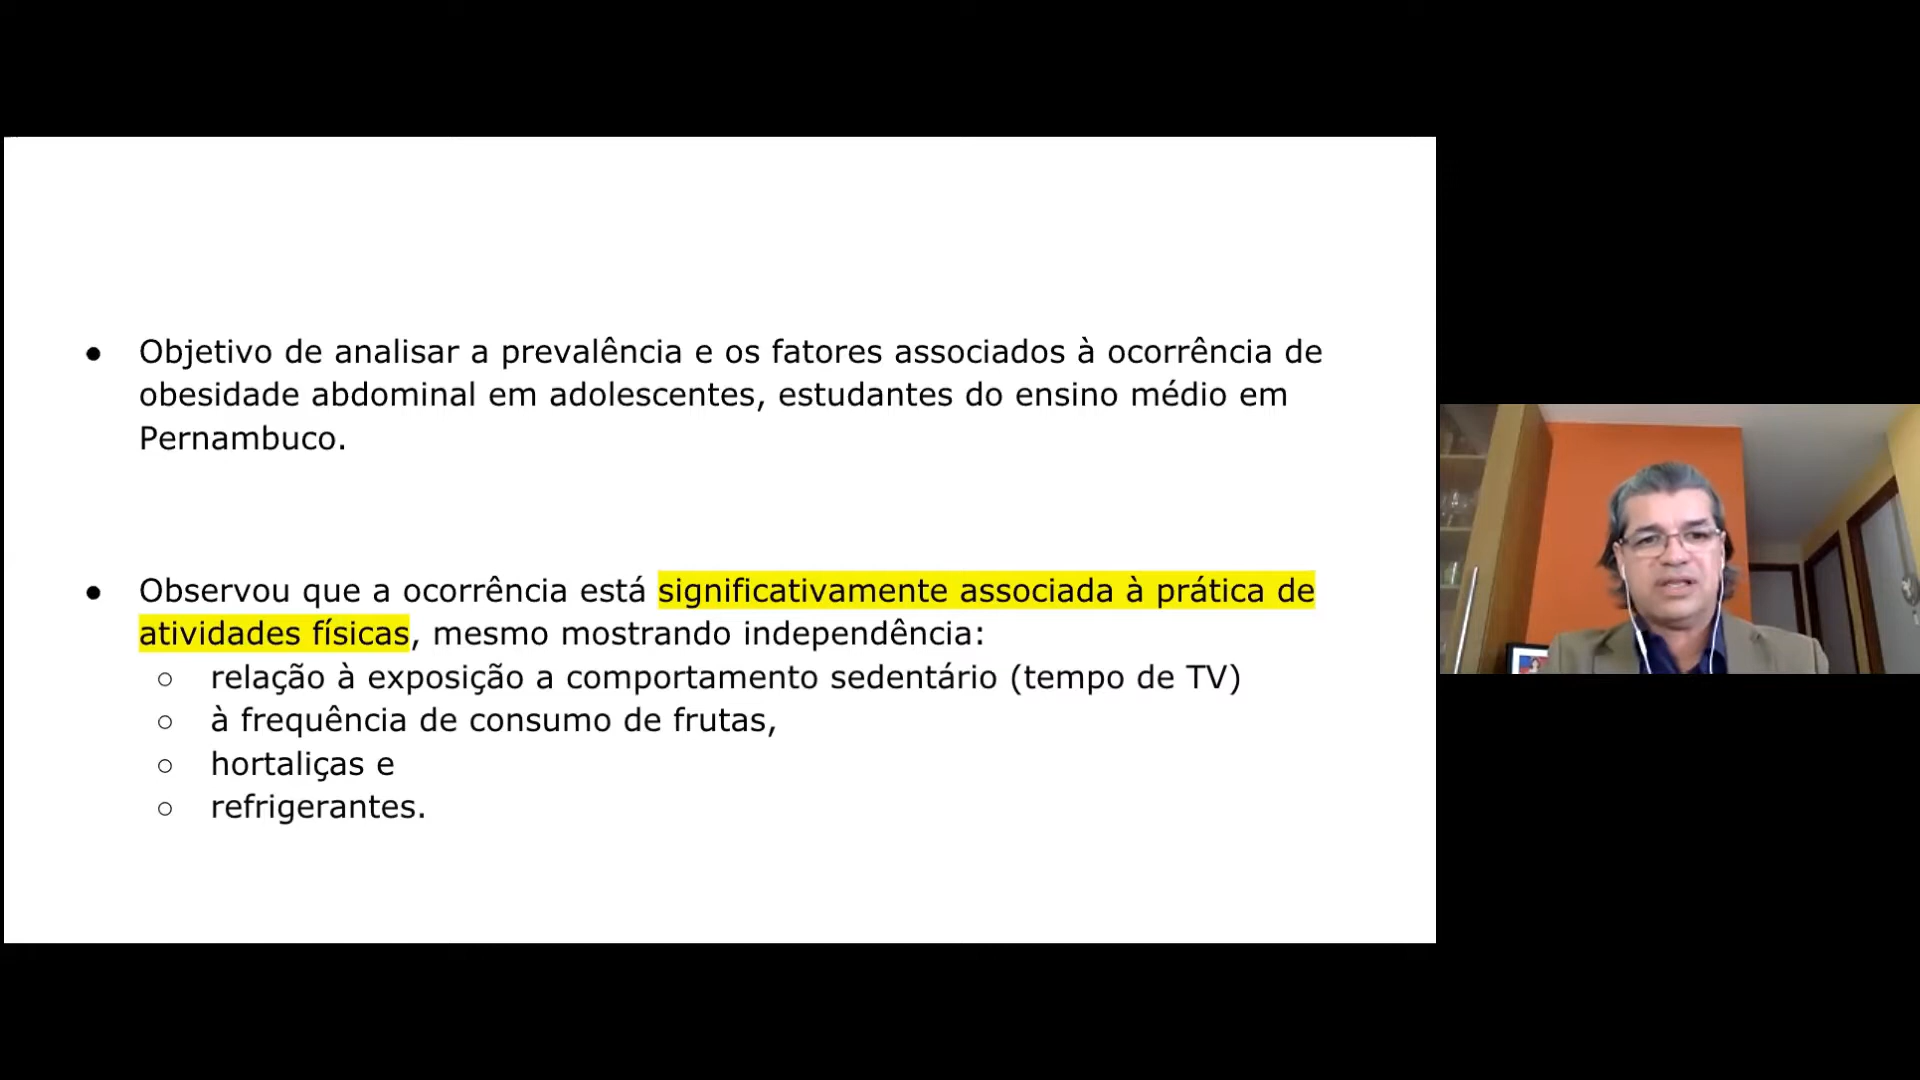 ● Objetivo de analisar a prevalência e os fatores associados à ocorrência de
obesidade abdominal em adolescentes, estudantes do ensino médio em
Pernambuco.
● Observou que a ocorrência está significativamente associada à prática de
atividades físicas, mesmo mostrando independência:
○ relação à exposição a comportamento sedentário (tempo de TV)
○ à frequência de consumo de frutas,
○ hortaliças e
○ refrigerantes.